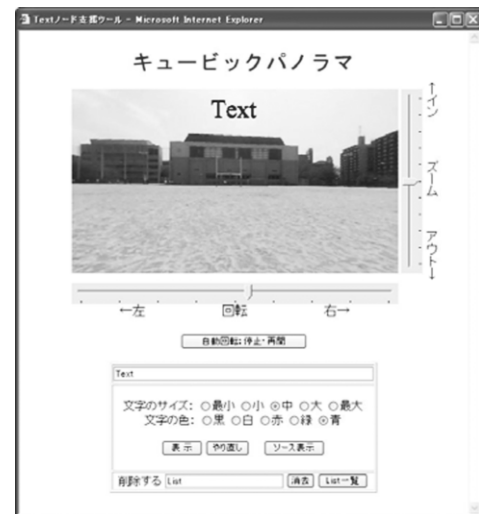 Textノード支援ツール - Microsoft Internet Explorer
キュービックパノラマ
Text
←イン ズーム アウト→
←左 回転 右→
自動回転:停止・再開
Text
文字のサイズ: ○最小 ○小 ⊙中 ○大 ○最大
文字の色: ○黒 ○白 ○赤 ○緑 ⊙青
表示 やり直し ソース表示
削除する List 消去 List一覧